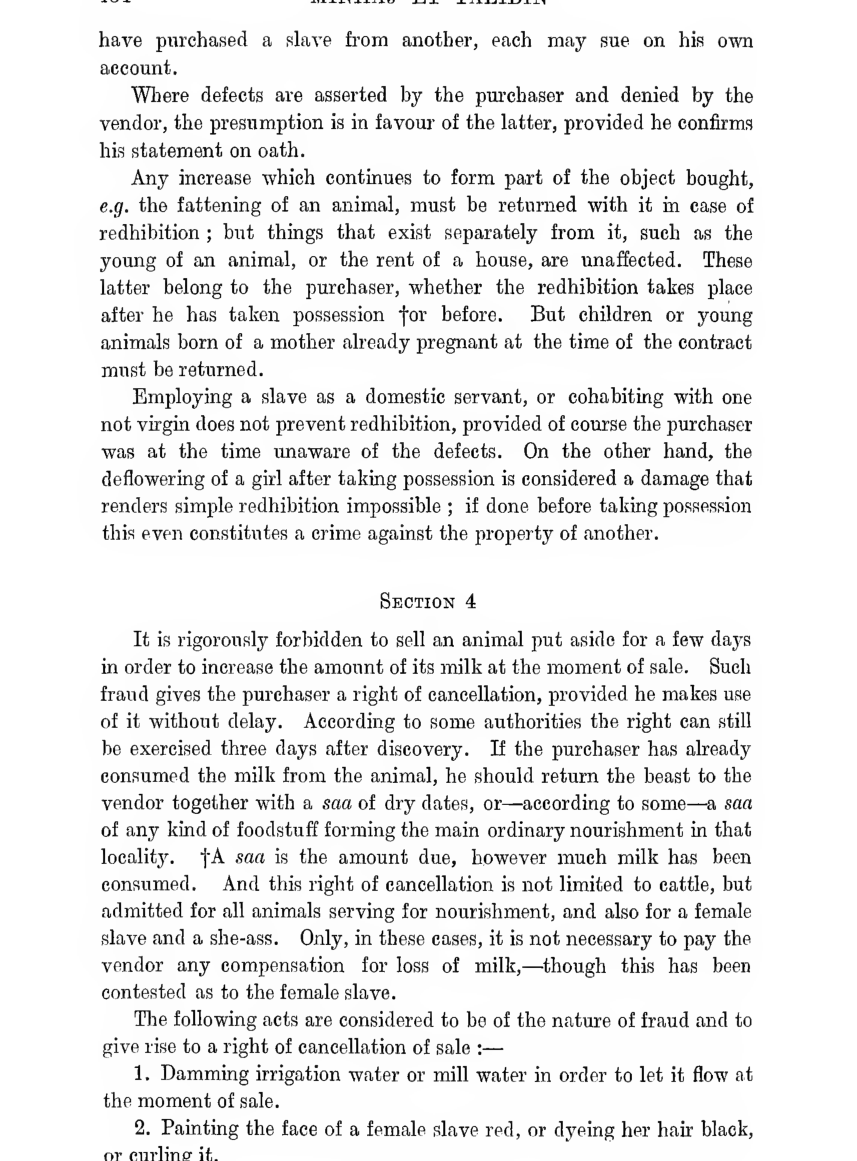 have purchased a slave from another, each may sue on his own
account.
Where defects are asserted by the purchaser and denied by the
vendor, the presumption is in favour of the latter, provided he confirms
his statement on oath.
Any increase which continues to form part of the object bought,
e.g. the fattening of an animal, must be returned with it in case of
redhibition ; but things that exist separately from it, such as the
young of an animal, or the rent of a house, are unaffected. These
latter belong to the purchaser, whether the redhibition takes place
after he has taken possession †or before. But children or young
animals born of a mother already pregnant at the time of the contract
must be returned.
Employing a slave as a domestic servant, or cohabiting with one
not virgin does not prevent redhibition, provided of course the purchaser
was at the time unaware of the defects. On the other hand, the
deflowering of a girl after taking possession is considered a damage that
renders simple redhibition impossible ; if done before taking possession
this even constitutes a crime against the property of another.
SECTION 4
It is rigorously forbidden to sell an animal put aside for a few days
in order to increase the amount of its milk at the moment of sale. Such
fraud gives the purchaser a right of cancellation, provided he makes use
of it without delay. According to some authorities the right can still
be exercised three days after discovery. If the purchaser has already
consumed the milk from the animal, he should return the beast to the
vendor together with a saa of dry dates, or—according to some—a saa
of any kind of foodstuff forming the main ordinary nourishment in that
locality. †A saa is the amount due, however much milk has been
consumed. And this right of cancellation is not limited to cattle, but
admitted for all animals serving for nourishment, and also for a female
slave and a she-ass. Only, in these cases, it is not necessary to pay the
vendor any compensation for loss of milk,—though this has been
contested as to the female slave.
The following acts are considered to be of the nature of fraud and to
give rise to a right of cancellation of sale :—
1. Damming irrigation water or mill water in order to let it flow at
the moment of sale.
2. Painting the face of a female slave red, or dyeing her hair black,
or curling it.